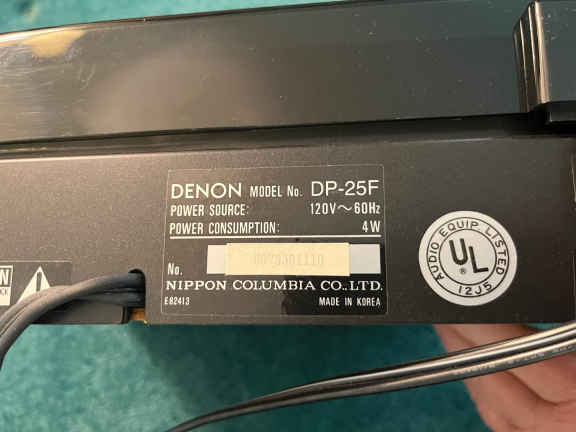 DENON MODEL No. DP-25F
POWER SOURCE: 120V~60Hz
POWER CONSUMPTION: 4W
No.
NIPPON COLUMBIA CO.,LTD.
E82413 MADE IN KOREA
AUDIO EQUIP LISTED
UL
®
12J5